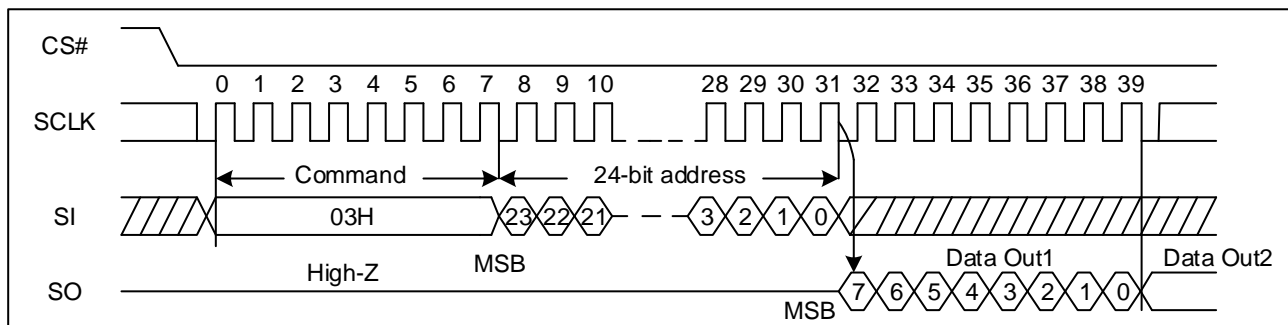 CS#
0 1 2 3 4 5 6 7 8 9 10 28 29 30 31 32 33 34 35 36 37 38 39
SCLK
Command 24-bit address
SI 03H 23 22 21 3 2 1 0
High-Z MSB Data Out1 Data Out2
SO MSB 7 6 5 4 3 2 1 0